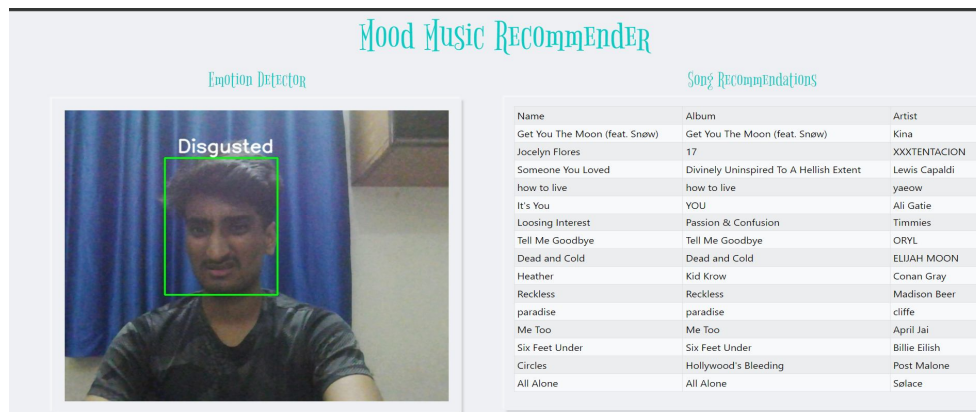 Mood Music Recommender
Emotion Detector
Disgusted
Song Recommendations
Name Album Artist
Get You The Moon (feat. Snøw) Get You The Moon (feat. Snøw) Kina
Jocelyn Flores 17 XXXTENTACION
Someone You Loved Divinely Uninspired To A Hellish Extent Lewis Capaldi
how to live how to live yaeow
It's You YOU Ali Gatie
Loosing Interest Passion & Confusion Timmies
Tell Me Goodbye Tell Me Goodbye ORYL
Dead and Cold Dead and Cold ELIJAH MOON
Heather Kid Krow Conan Gray
Reckless Reckless Madison Beer
paradise paradise cliffe
Me Too Me Too April Jai
Six Feet Under Six Feet Under Billie Eilish
Circles Hollywood's Bleeding Post Malone
All Alone All Alone Sølace